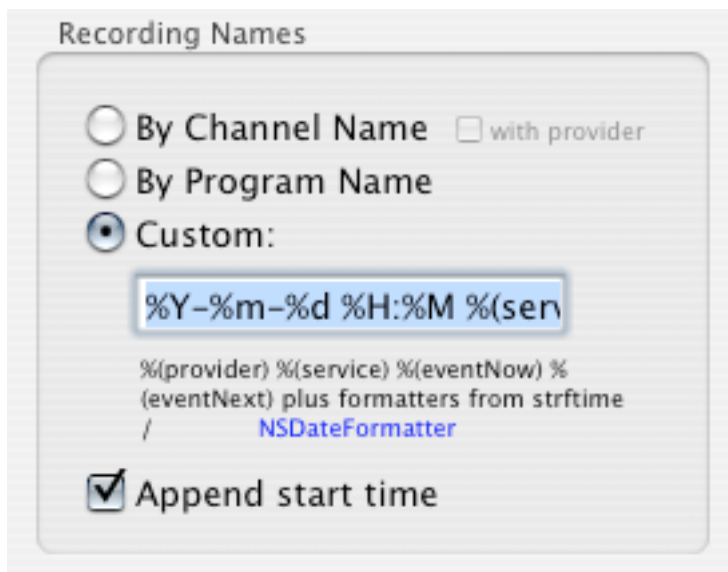 Recording Names
By Channel Name with provider
By Program Name
Custom:
%Y-%m-%d %H:%M %(serv
%(provider) %(service) %(eventNow) %
(eventNext) plus formatters from strftime
/ NSDateFormatter
Append start time